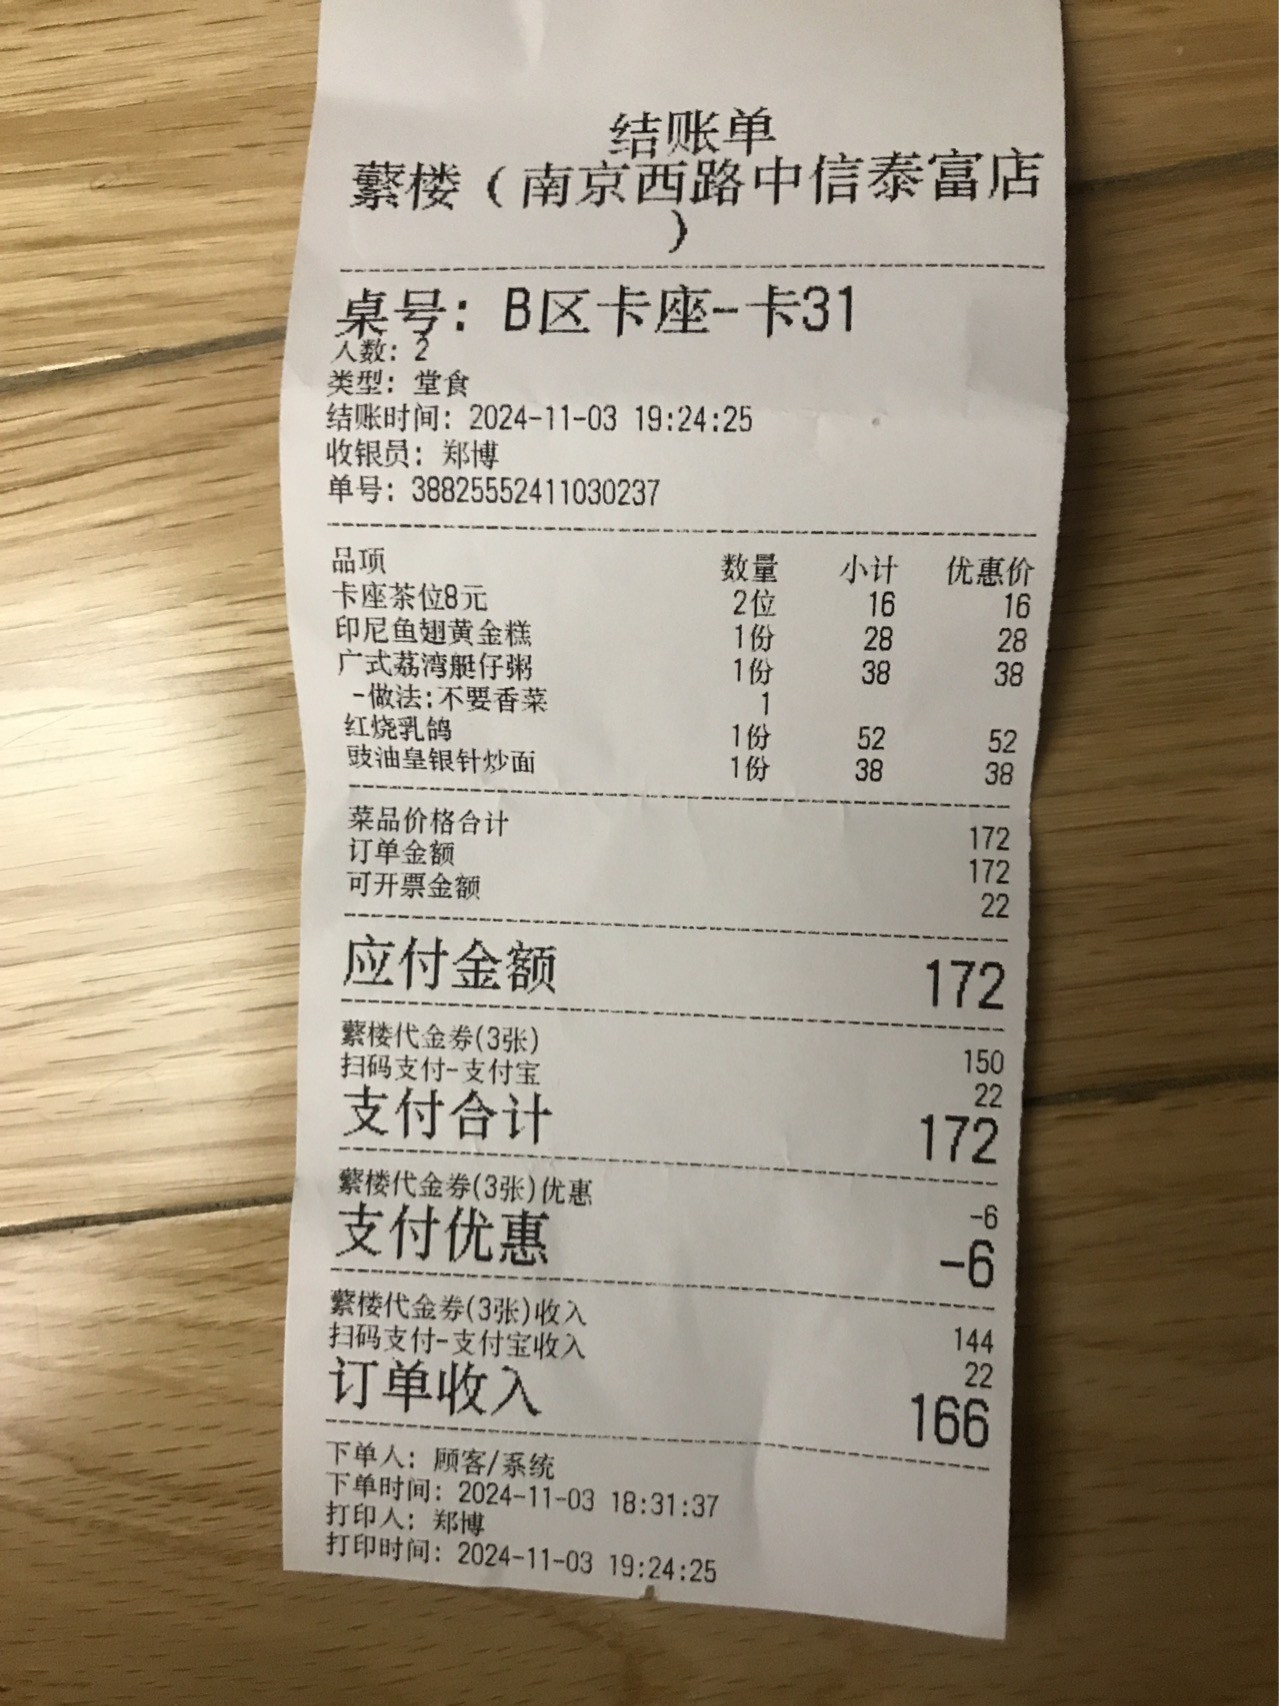 结账单
蘩楼（南京西路中信泰富店
）
桌号: B区卡座-卡31
人数: 2
类型: 堂食
结账时间: 2024-11-03 19:24:25
收银员: 郑博
单号: 38825552411030237
品项 数量 小计 优惠价
卡座茶位8元 2位 16 16
印尼鱼翅黄金糕 1份 28 28
广式荔湾艇仔粥 1份 38 38
-做法:不要香菜 1
红烧乳鸽 1份 52 52
豉油皇银针炒面 1份 38 38
菜品价格合计 172
订单金额 172
可开票金额 22
应付金额 172
蘩楼代金券(3张) 150
扫码支付-支付宝 22
支付合计 172
蘩楼代金券(3张)优惠 -6
支付优惠 -6
蘩楼代金券(3张)收入 144
扫码支付-支付宝收入 22
订单收入 166
下单人: 顾客/系统
下单时间: 2024-11-03 18:31:37
打印人: 郑博
打印时间: 2024-11-03 19:24:25